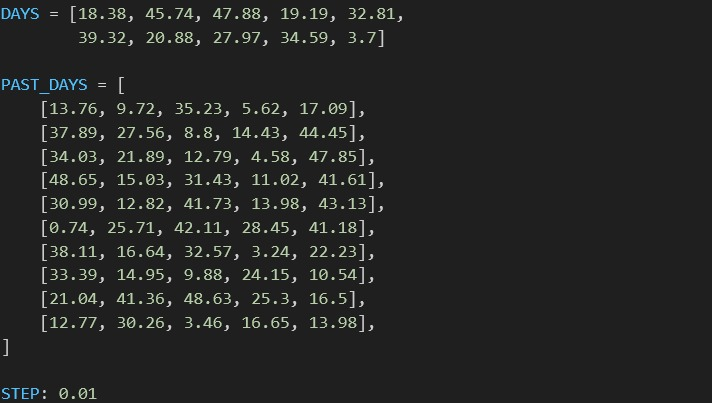 DAYS = [18.38, 45.74, 47.88, 19.19, 32.81,
        39.32, 20.88, 27.97, 34.59, 3.7]

PAST_DAYS = [
    [13.76, 9.72, 35.23, 5.62, 17.09],
    [37.89, 27.56, 8.8, 14.43, 44.45],
    [34.03, 21.89, 12.79, 4.58, 47.85],
    [48.65, 15.03, 31.43, 11.02, 41.61],
    [30.99, 12.82, 41.73, 13.98, 43.13],
    [0.74, 25.71, 42.11, 28.45, 41.18],
    [38.11, 16.64, 32.57, 3.24, 22.23],
    [33.39, 14.95, 9.88, 24.15, 10.54],
    [21.04, 41.36, 48.63, 25.3, 16.5],
    [12.77, 30.26, 3.46, 16.65, 13.98],
]

STEP: 0.01